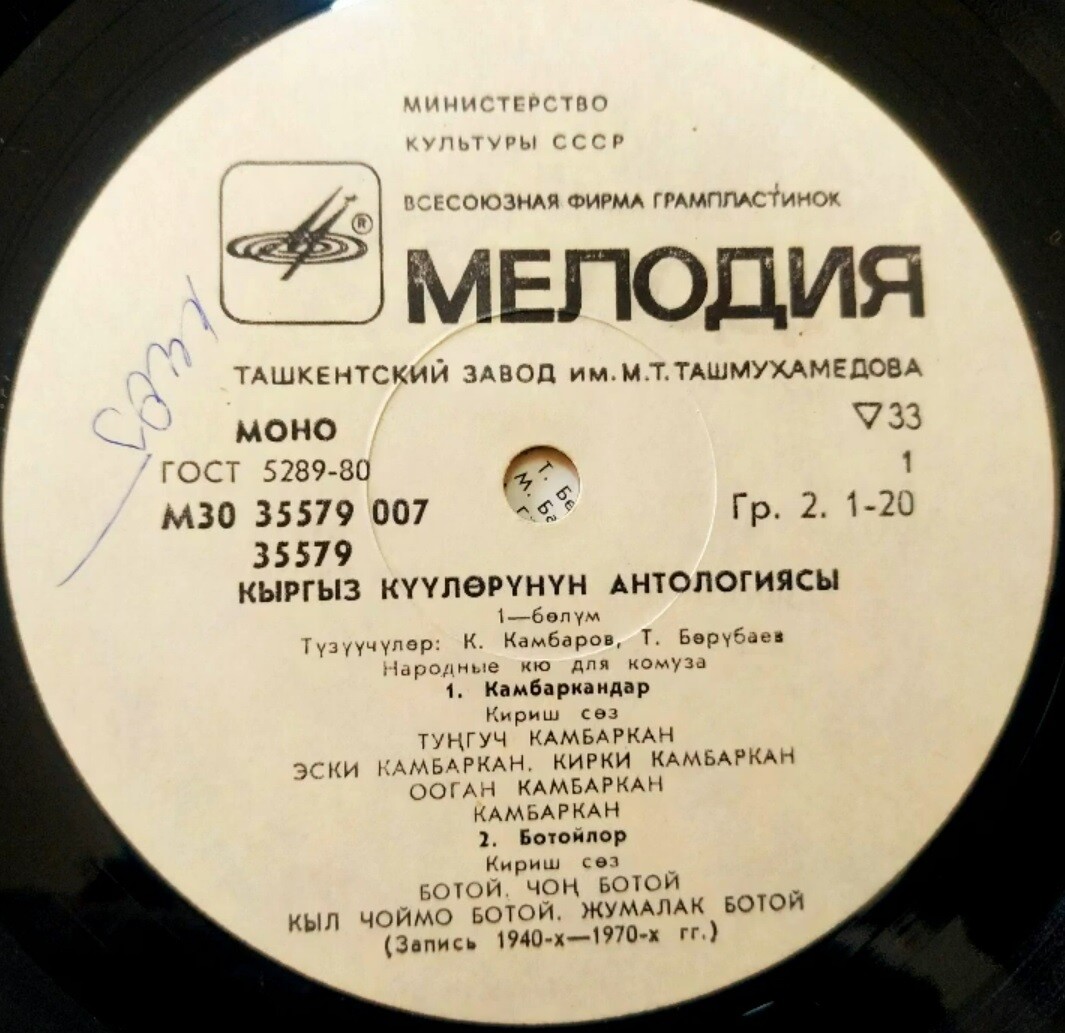 МИНИСТЕРСТВО
КУЛЬТУРЫ СССР
ВСЕСОЮЗНАЯ ФИРМА ГРАМПЛАСТИНОК
®
МЕЛОДИЯ
ТАШКЕНТСКИЙ ЗАВОД ИМ. М.Т. ТАШМУХАМЕДОВА
МОНО
▽33
ГОСТ 5289-80
1
М30 35579 007
Гр. 2. 1-20
35579
КЫРГЫЗ КҮҮЛӨРҮНҮН АНТОЛОГИЯСЫ
1—бөлүм
Түзүүчүлөр: К. Камбаров, Т. Бөрүбаев
Народные кю для комуза
1. Камбаркандар
Кириш сөз
ТУҢГУЧ КАМБАРКАН
ЭСКИ КАМБАРКАН. КИРКИ КАМБАРКАН
ООГАН КАМБАРКАН
КАМБАРКАН
2. Ботойлор
Кириш сөз
БОТОЙ. ЧОҢ БОТОЙ
КЫЛ ЧОЙМО БОТОЙ. ЖУМАЛАК БОТОЙ
(Запись 1940-х—1970-х гг.)